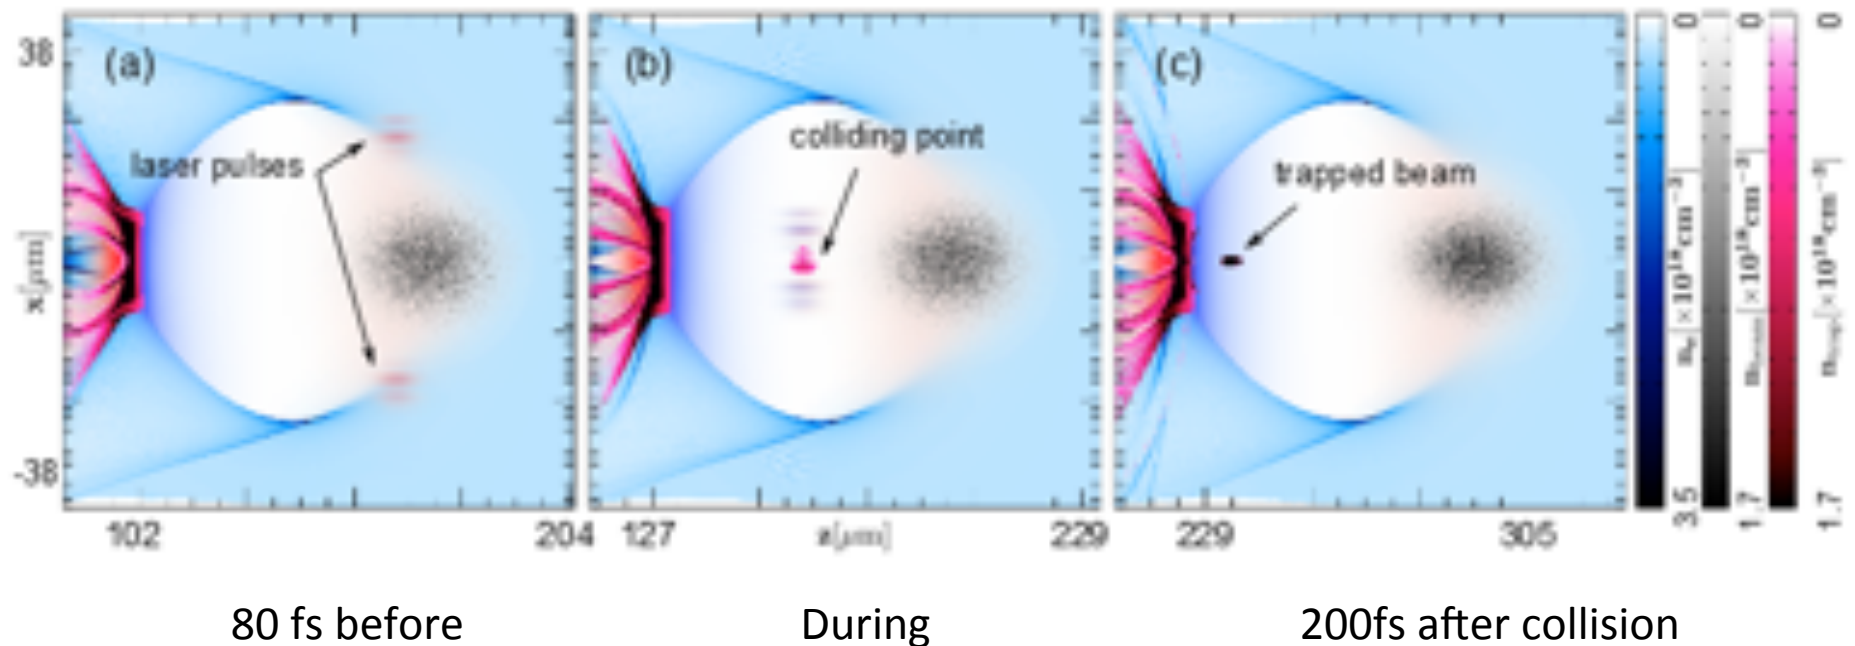 (a)
(b)
(c)
38
-38
x[μm]
laser pulses
colliding point
trapped beam
102
204
127
z[μm]
229
229
305
0
3.5
0
1.7
0
1.7
80 fs before
During
200fs after collision